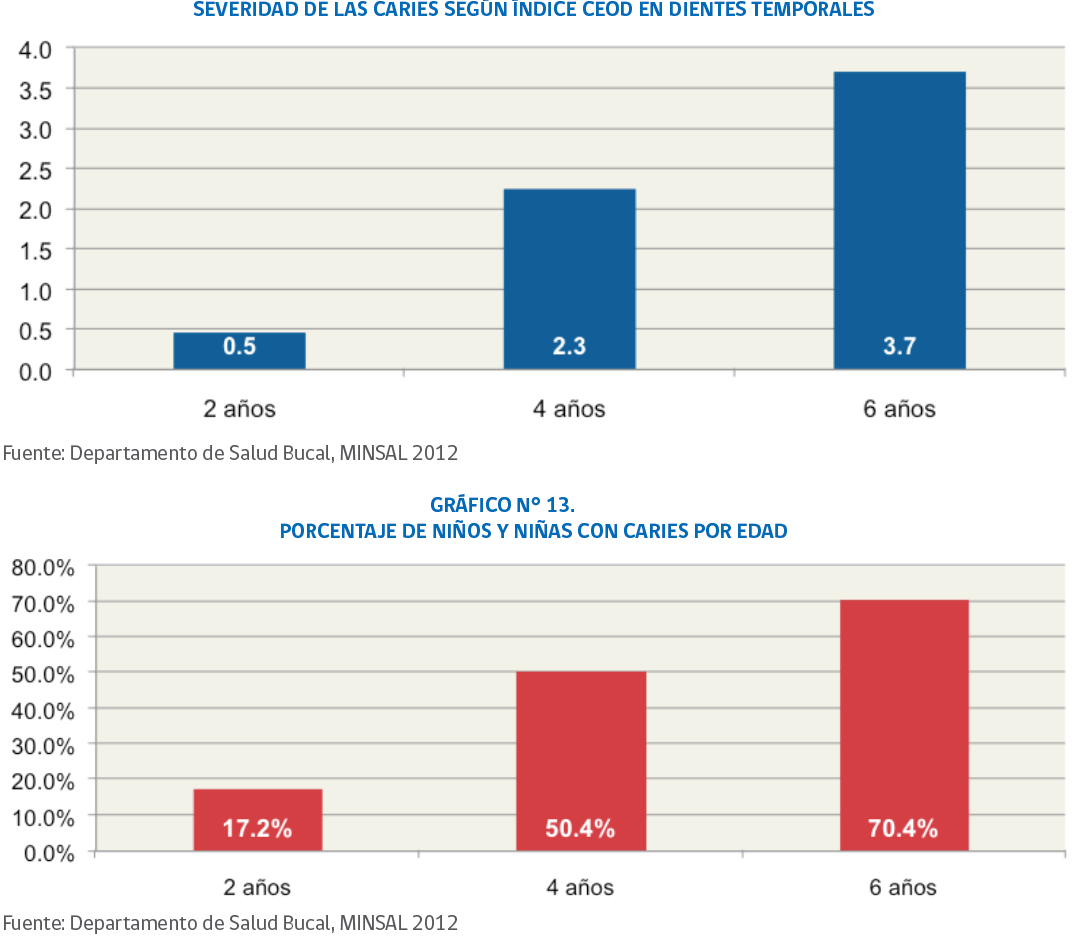 SEVERIDAD DE LAS CARIES SEGÚN ÍNDICE CEOD EN DIENTES TEMPORALES
4.0
3.5
3.0
2.5
2.0
1.5
1.0
0.5
0.0
0.5
2.3
3.7
2 años
4 años
6 años
Fuente: Departamento de Salud Bucal, MINSAL 2012
GRÁFICO N° 13.
PORCENTAJE DE NIÑOS Y NIÑAS CON CARIES POR EDAD
80.0%
70.0%
60.0%
50.0%
40.0%
30.0%
20.0%
10.0%
0.0%
17.2%
50.4%
70.4%
2 años
4 años
6 años
Fuente: Departamento de Salud Bucal, MINSAL 2012